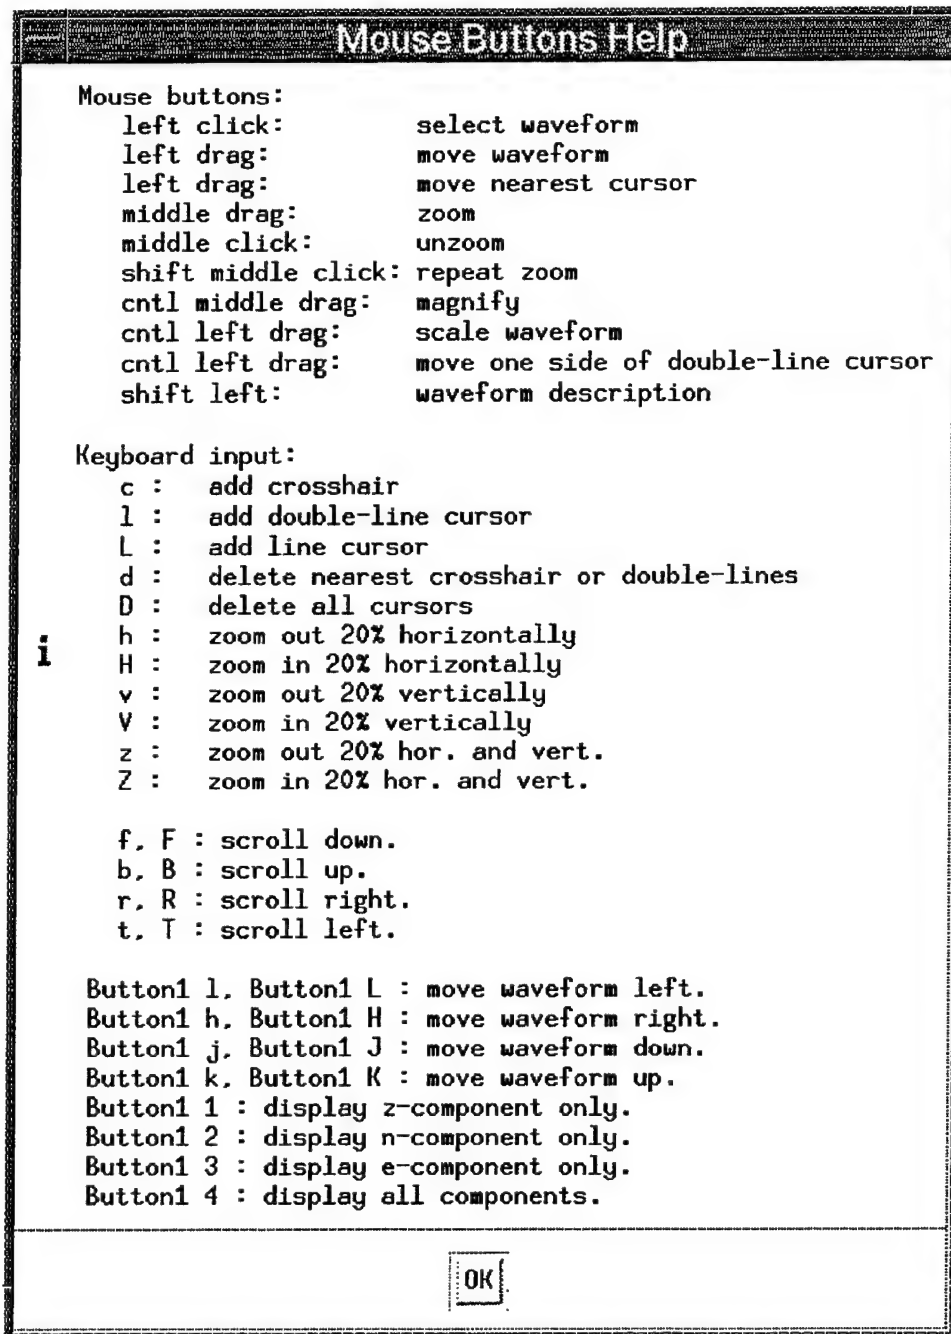 Mouse Buttons Help
Mouse buttons:
left click: select waveform
left drag: move waveform
left drag: move nearest cursor
middle drag: zoom
middle click: unzoom
shift middle click: repeat zoom
cntl middle drag: magnify
cntl left drag: scale waveform
cntl left drag: move one side of double-line cursor
shift left: waveform description
Keyboard input:
c : add crosshair
l : add double-line cursor
L : add line cursor
d : delete nearest crosshair or double-lines
D : delete all cursors
h : zoom out 20% horizontally
i
H : zoom in 20% horizontally
v : zoom out 20% vertically
V : zoom in 20% vertically
z : zoom out 20% hor. and vert.
Z : zoom in 20% hor. and vert.
f, F : scroll down.
b, B : scroll up.
r, R : scroll right.
t, T : scroll left.
Button1 l, Button1 L : move waveform left.
Button1 h, Button1 H : move waveform right.
Button1 j, Button1 J : move waveform down.
Button1 k, Button1 K : move waveform up.
Button1 1 : display z-component only.
Button1 2 : display n-component only.
Button1 3 : display e-component only.
Button1 4 : display all components.
OK